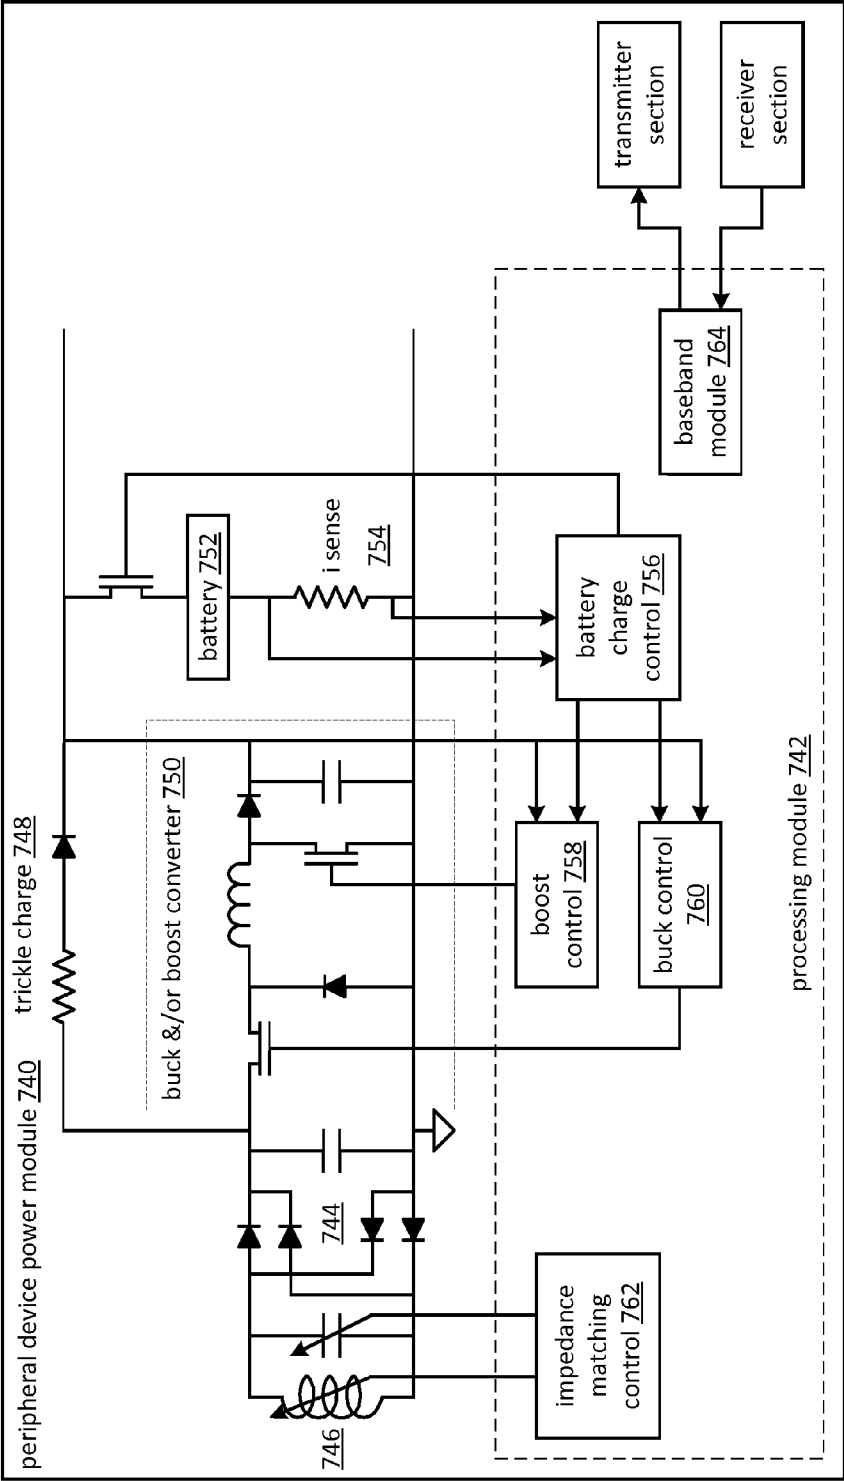 peripheral device power module 740
trickle charge 748
buck &/or boost converter 750
battery 752
i sense
754
744
746
transmitter
section
receiver
section
baseband
module 764
battery
charge
control 756
boost
control 758
buck control
760
impedance
matching
control 762
processing module 742